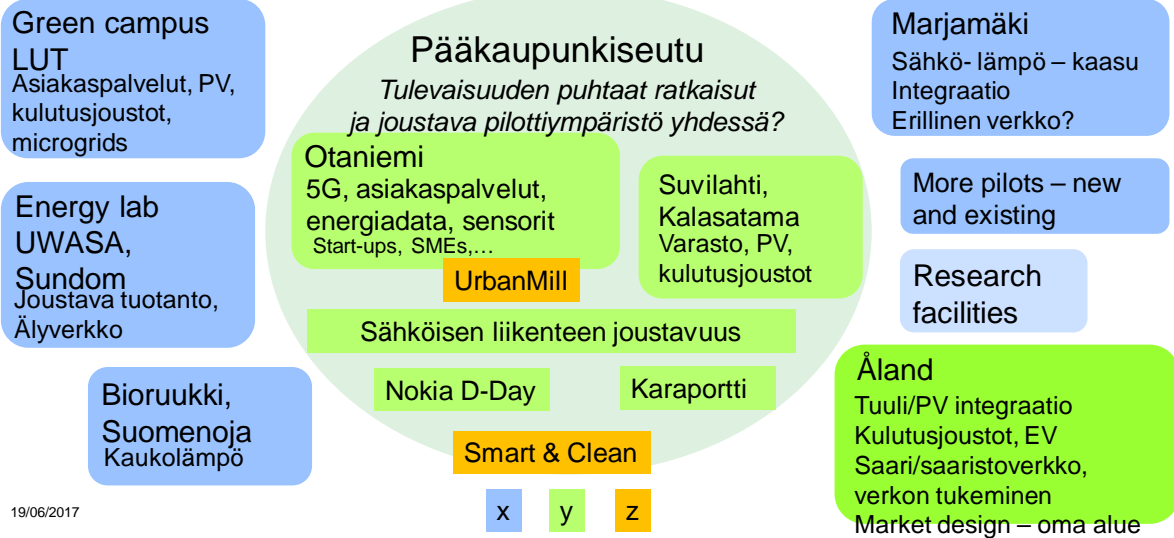 Green campus
LUT
Asiakaspalvelut, PV,
kulutusjoustot,
microgrids
Energy lab
UWASA,
Sundom
Joustava tuotanto,
Älyverkko
Bioruukki,
Suomenoja
Kaukolämpö
Pääkaupunkiseutu
Tulevaisuuden puhtaat ratkaisut
ja joustava pilottiympäristö yhdessä?
Otaniemi
5G, asiakaspalvelut,
energiadata, sensorit
Start-ups, SMEs,...
UrbanMill
Suvilahti,
Kalasatama
Varasto, PV,
kulutusjoustot
Sähköisen liikenteen joustavuus
Nokia D-Day
Karaportti
Smart & Clean
x y z
Marjamäki
Sähkö- lämpö – kaasu
Integraatio
Erillinen verkko?
More pilots – new
and existing
Research
facilities
Åland
Tuuli/PV integraatio
Kulutusjoustot, EV
Saari/saaristoverkko,
verkon tukeminen
Market design – oma alue
19/06/2017